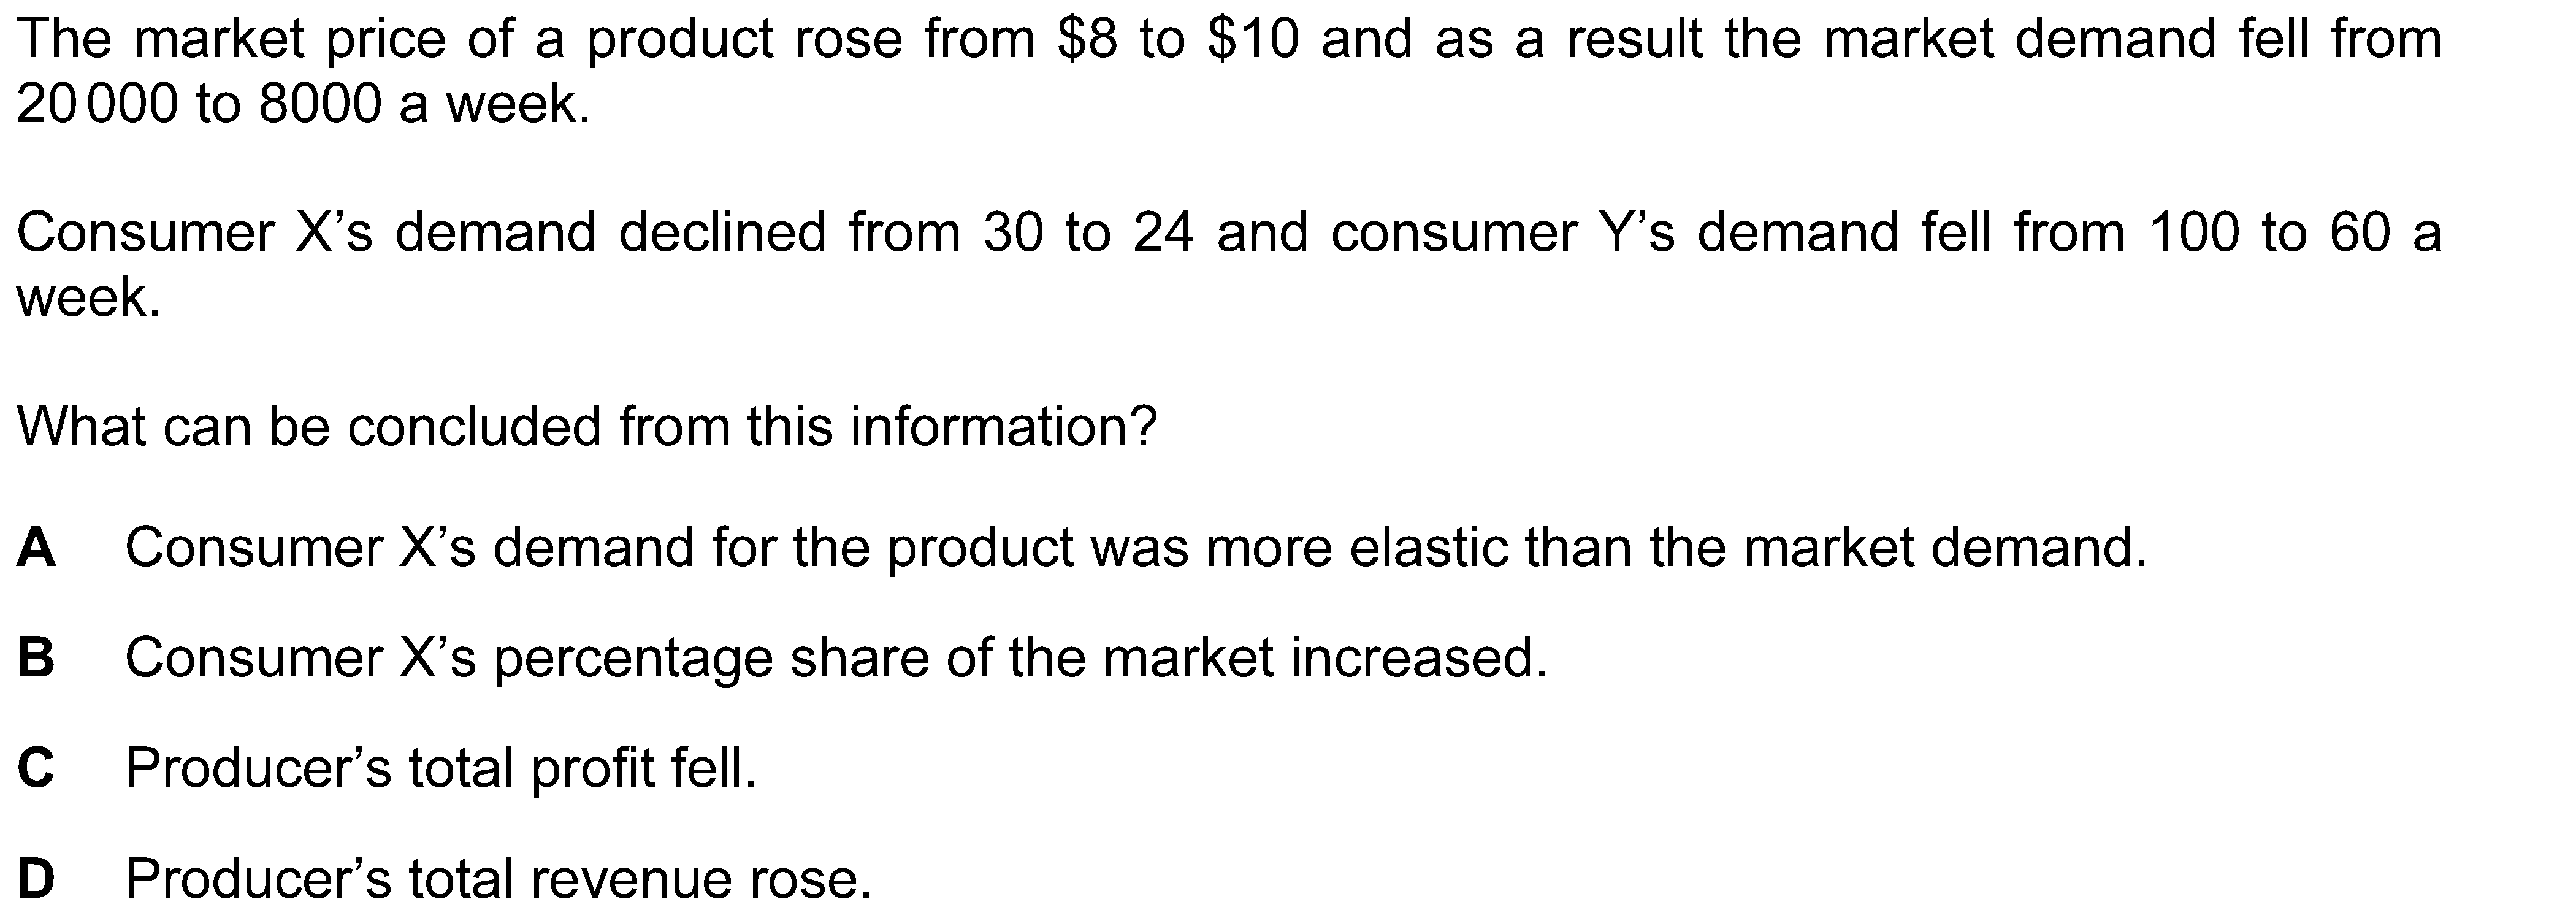 The market price of a product rose from $8 to $10 and as a result the market demand fell from
20 000 to 8000 a week.
Consumer X’s demand declined from 30 to 24 and consumer Y’s demand fell from 100 to 60 a
week.
What can be concluded from this information?
A Consumer X’s demand for the product was more elastic than the market demand.
B Consumer X’s percentage share of the market increased.
C Producer’s total profit fell.
D Producer’s total revenue rose.